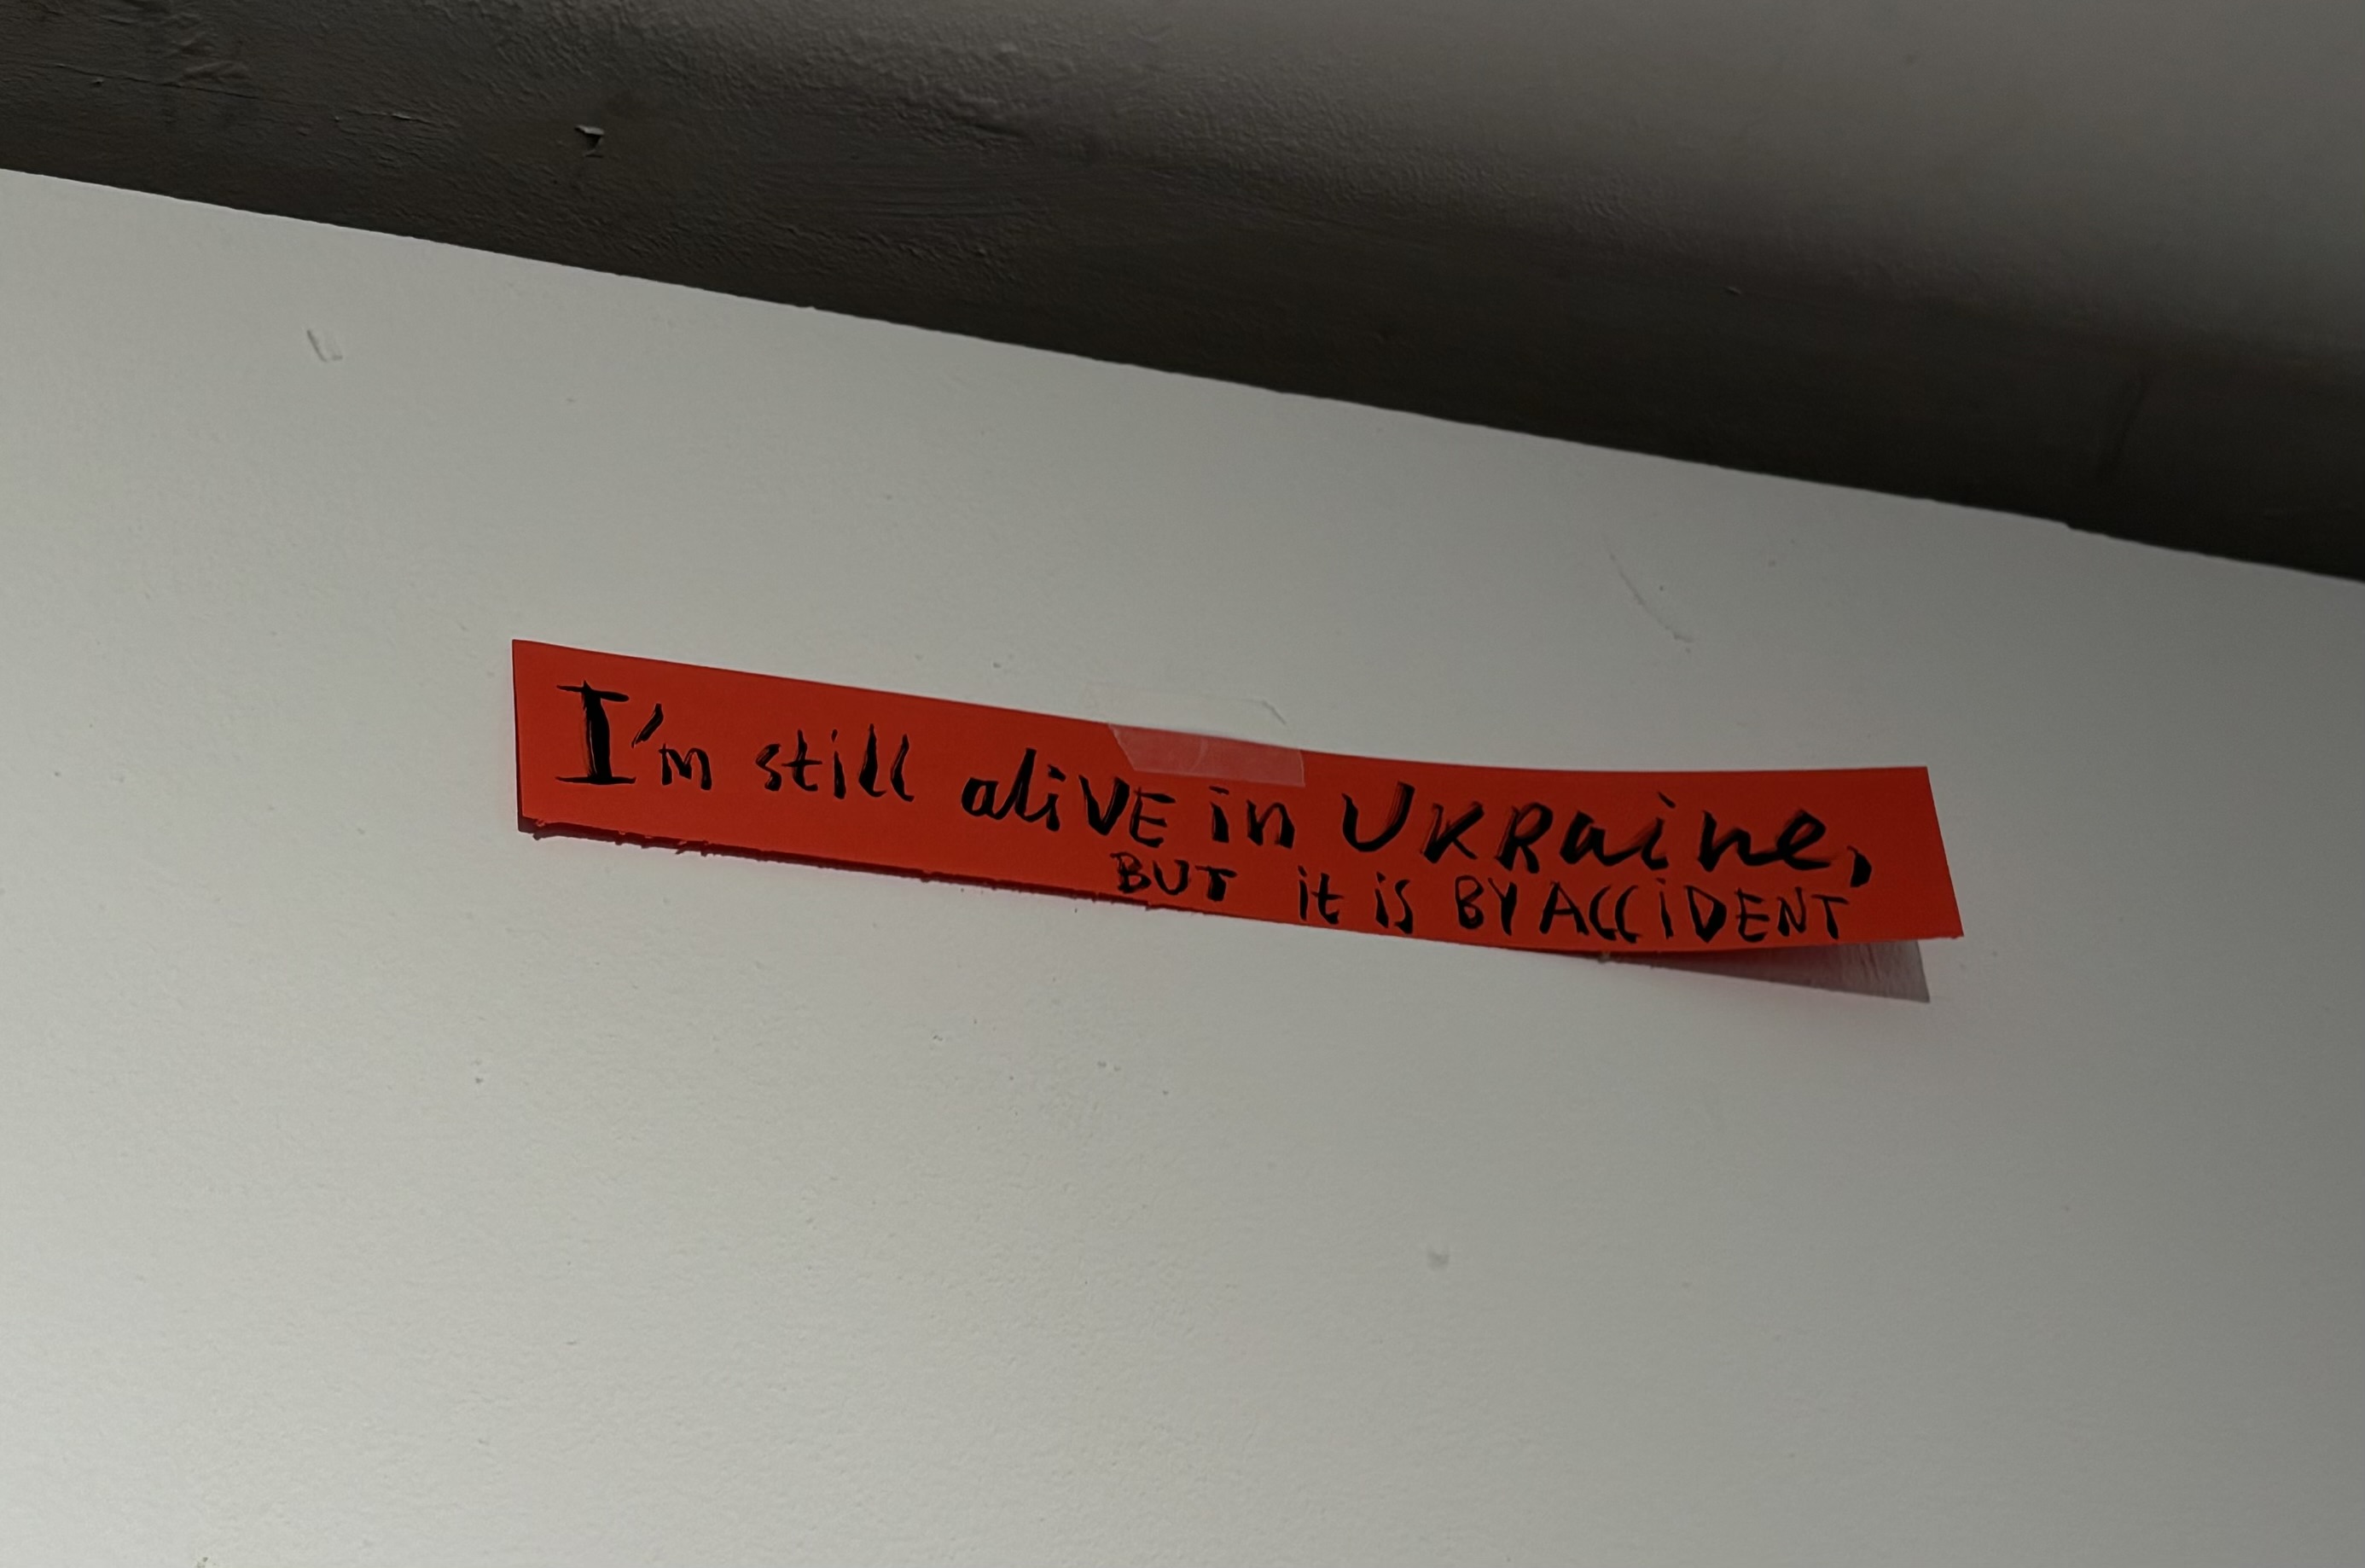 I'm still aliVE in UKRaine,
BUT it is BY ACCiDENT